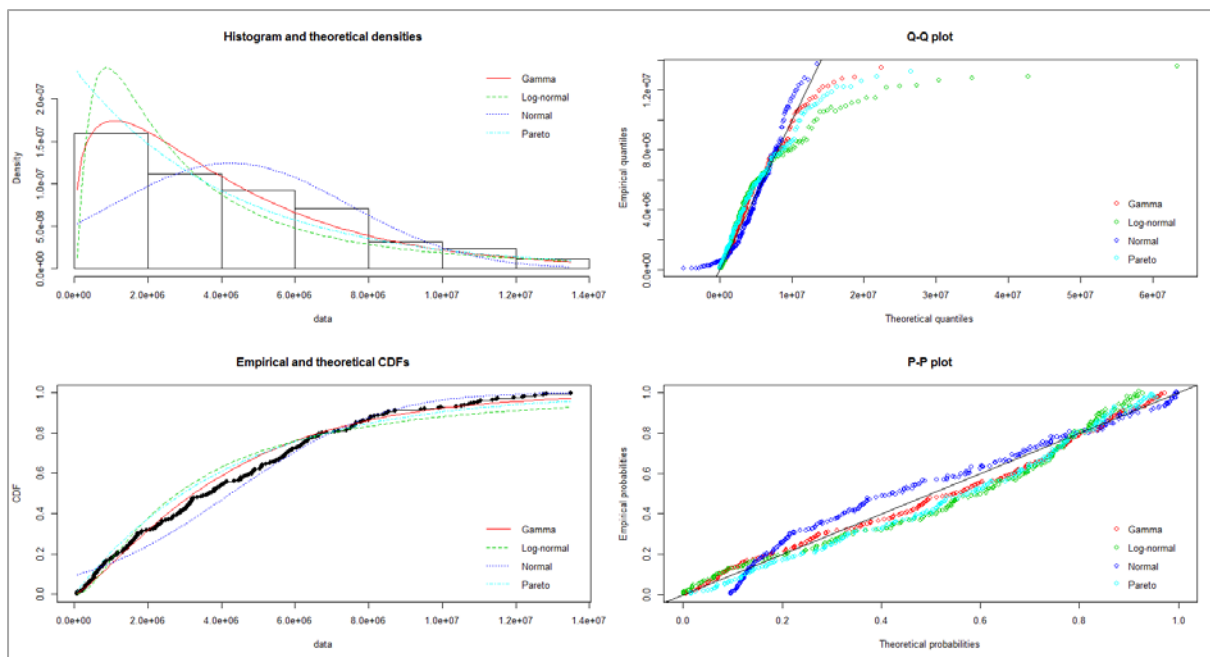 Histogram and theoretical densities
Density
0.0e+00 5.0e+08 1.0e+07 1.5e+07 2.0e+07
Gamma
Log-normal
Normal
Pareto
0.0e+00 2.0e+06 4.0e+06 6.0e+06 8.0e+06 1.0e+07 1.2e+07 1.4e+07
data
Q-Q plot
Empirical quantiles
0.0e+00 4.0e+06 8.0e+06 1.2e+07
Gamma
Log-normal
Normal
Pareto
0e+00 1e+07 2e+07 3e+07 4e+07 5e+07 6e+07
Theoretical quantiles
Empirical and theoretical CDFs
CDF
0.0 0.2 0.4 0.6 0.8 1.0
Gamma
Log-normal
Normal
Pareto
0.0e+00 2.0e+06 4.0e+06 6.0e+06 8.0e+06 1.0e+07 1.2e+07 1.4e+07
data
P-P plot
Empirical probabilities
0.0 0.2 0.4 0.6 0.8 1.0
Gamma
Log-normal
Normal
Pareto
0.0 0.2 0.4 0.6 0.8 1.0
Theoretical probabilities